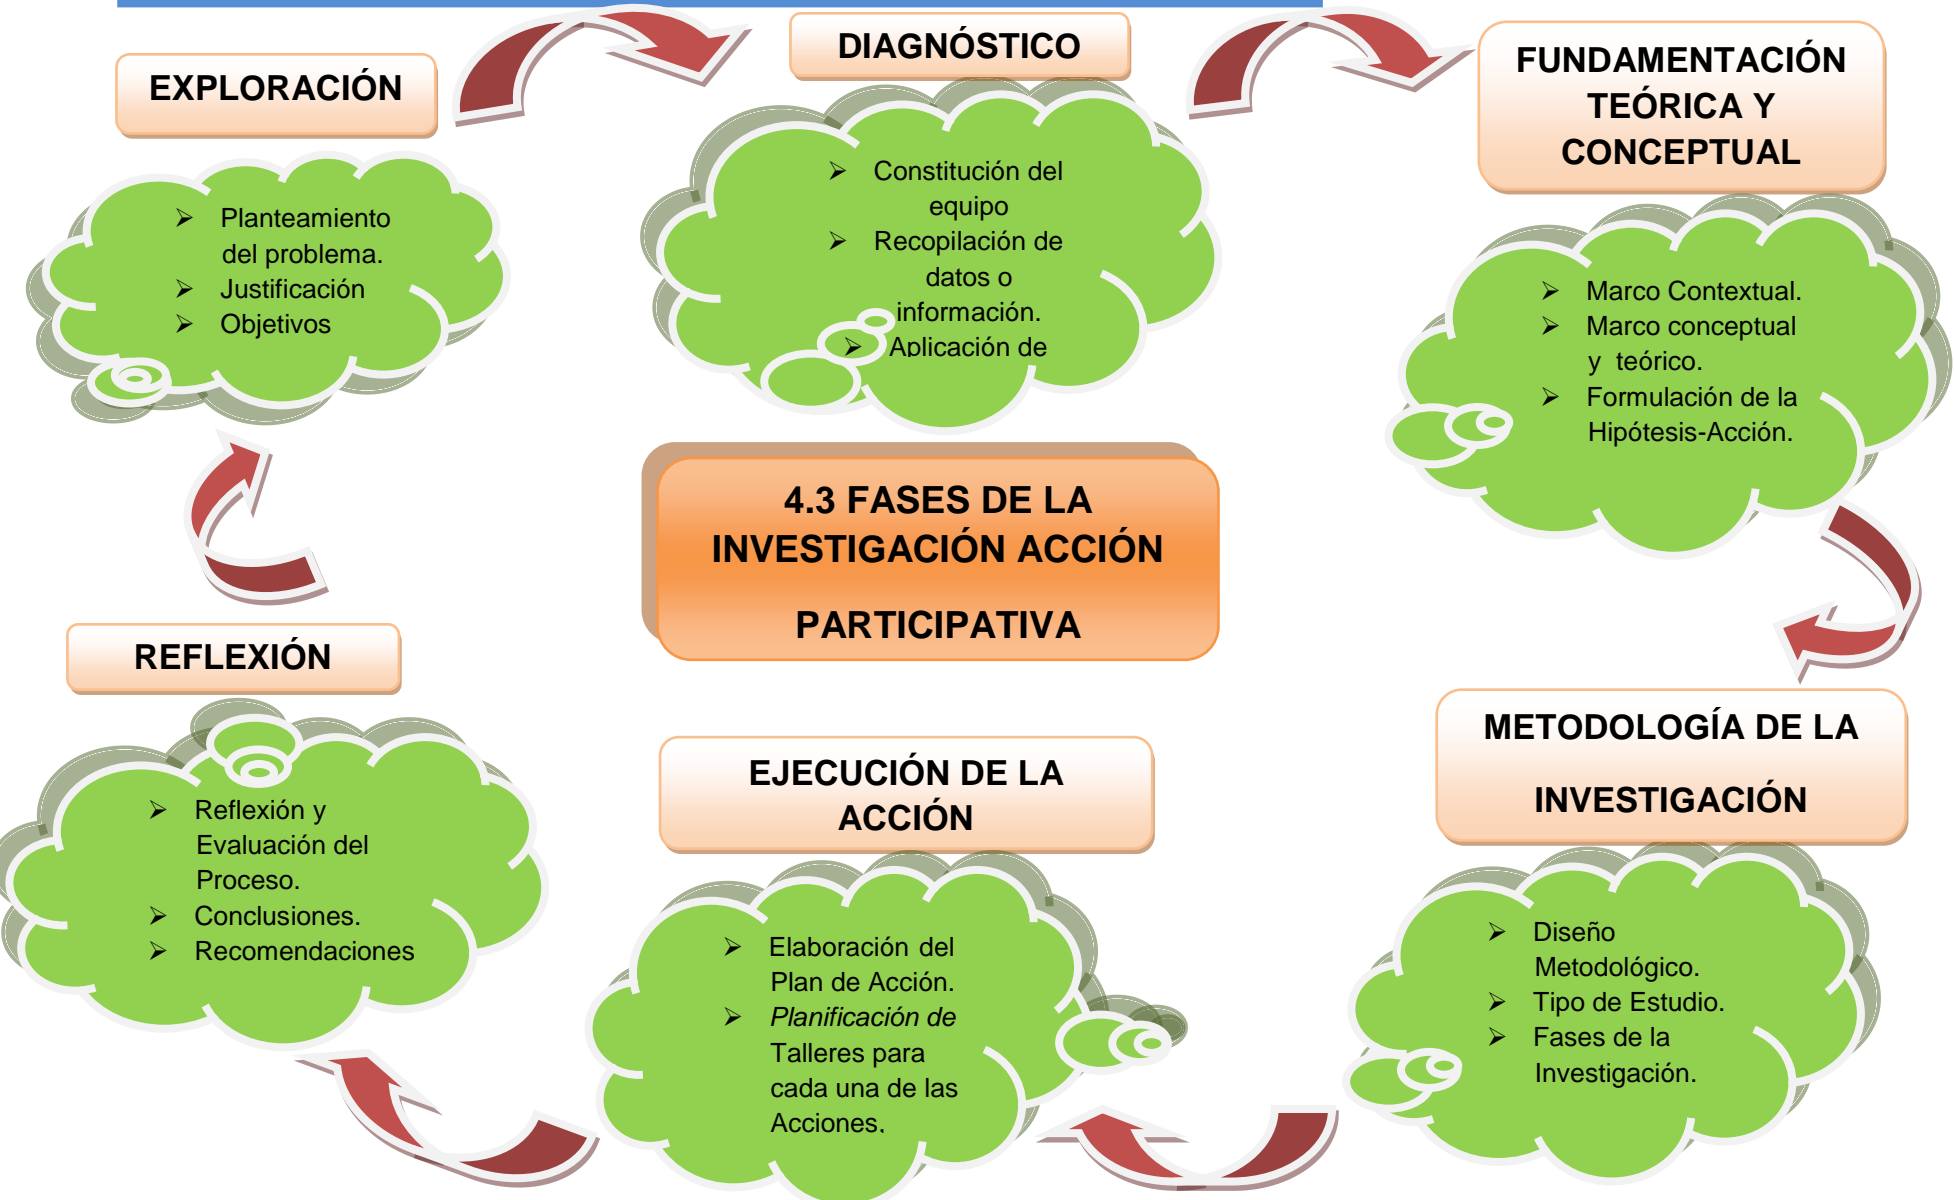 EXPLORACIÓN
Planteamiento
del problema.
Justificación
Objetivos
DIAGNÓSTICO
Constitución del
equipo
Recopilación de
datos o
información.
Aplicación de
FUNDAMENTACIÓN
TEÓRICA Y
CONCEPTUAL
Marco Contextual.
Marco conceptual
y teórico.
Formulación de la
Hipótesis-Acción.
4.3 FASES DE LA
INVESTIGACIÓN ACCIÓN
PARTICIPATIVA
METODOLOGÍA DE LA
INVESTIGACIÓN
Diseño
Metodológico.
Tipo de Estudio.
Fases de la
Investigación.
EJECUCIÓN DE LA
ACCIÓN
Elaboración del
Plan de Acción.
Planificación de
Talleres para
cada una de las
Acciones.
REFLEXIÓN
Reflexión y
Evaluación del
Proceso.
Conclusiones.
Recomendaciones